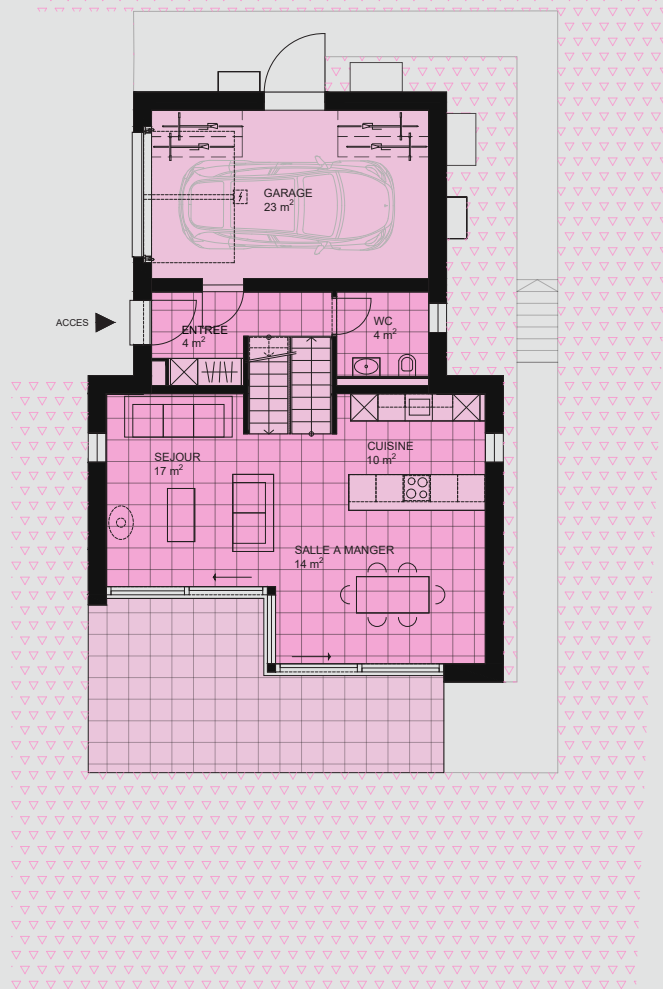 GARAGE
23 m²
ACCES
ENTREE
4 m²
WC
4 m²
SEJOUR
17 m²
CUISINE
10 m²
SALLE A MANGER
14 m²